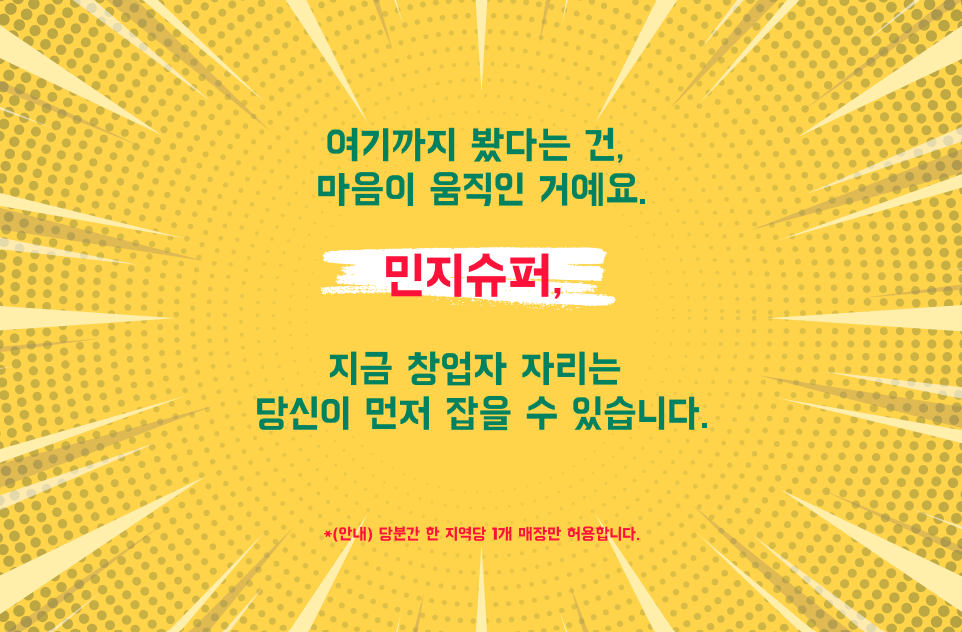 여기까지 봤다는 건,
마음이 움직인 거예요.
민지슈퍼,
지금 창업자 자리는
당신이 먼저 잡을 수 있습니다.
*(안내) 당분간 한 지역당 1개 매장만 허용합니다.